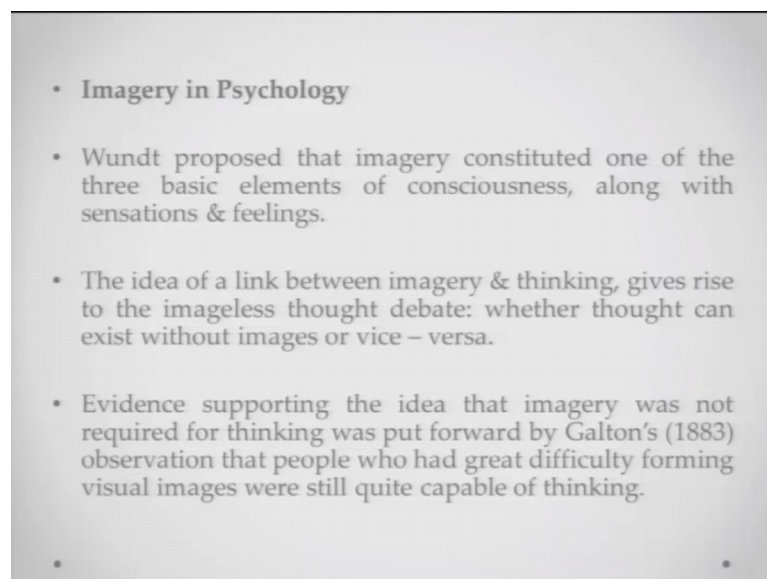 • Imagery in Psychology
• Wundt proposed that imagery constituted one of the
three basic elements of consciousness, along with
sensations & feelings.
• The idea of a link between imagery & thinking, gives rise
to the imageless thought debate: whether thought can
exist without images or vice – versa.
• Evidence supporting the idea that imagery was not
required for thinking was put forward by Galton's (1883)
observation that people who had great difficulty forming
visual images were still quite capable of thinking.